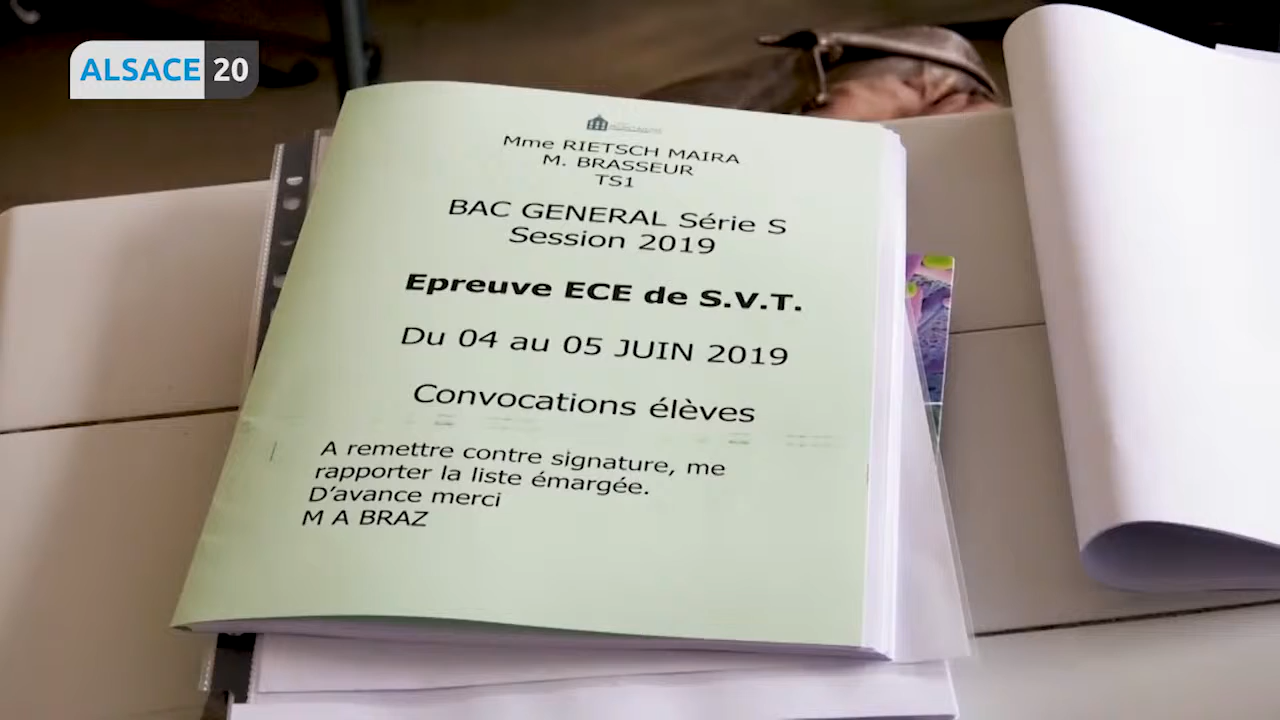 ALSACE 20
Mme RIETSCH MAIRA
M. BRASSEUR
TS1
BAC GENERAL Série S
Session 2019
Epreuve ECE de S.V.T.
Du 04 au 05 JUIN 2019
Convocations élèves
A remettre contre signature, me
rapporter la liste émargée.
D'avance merci
M A BRAZ